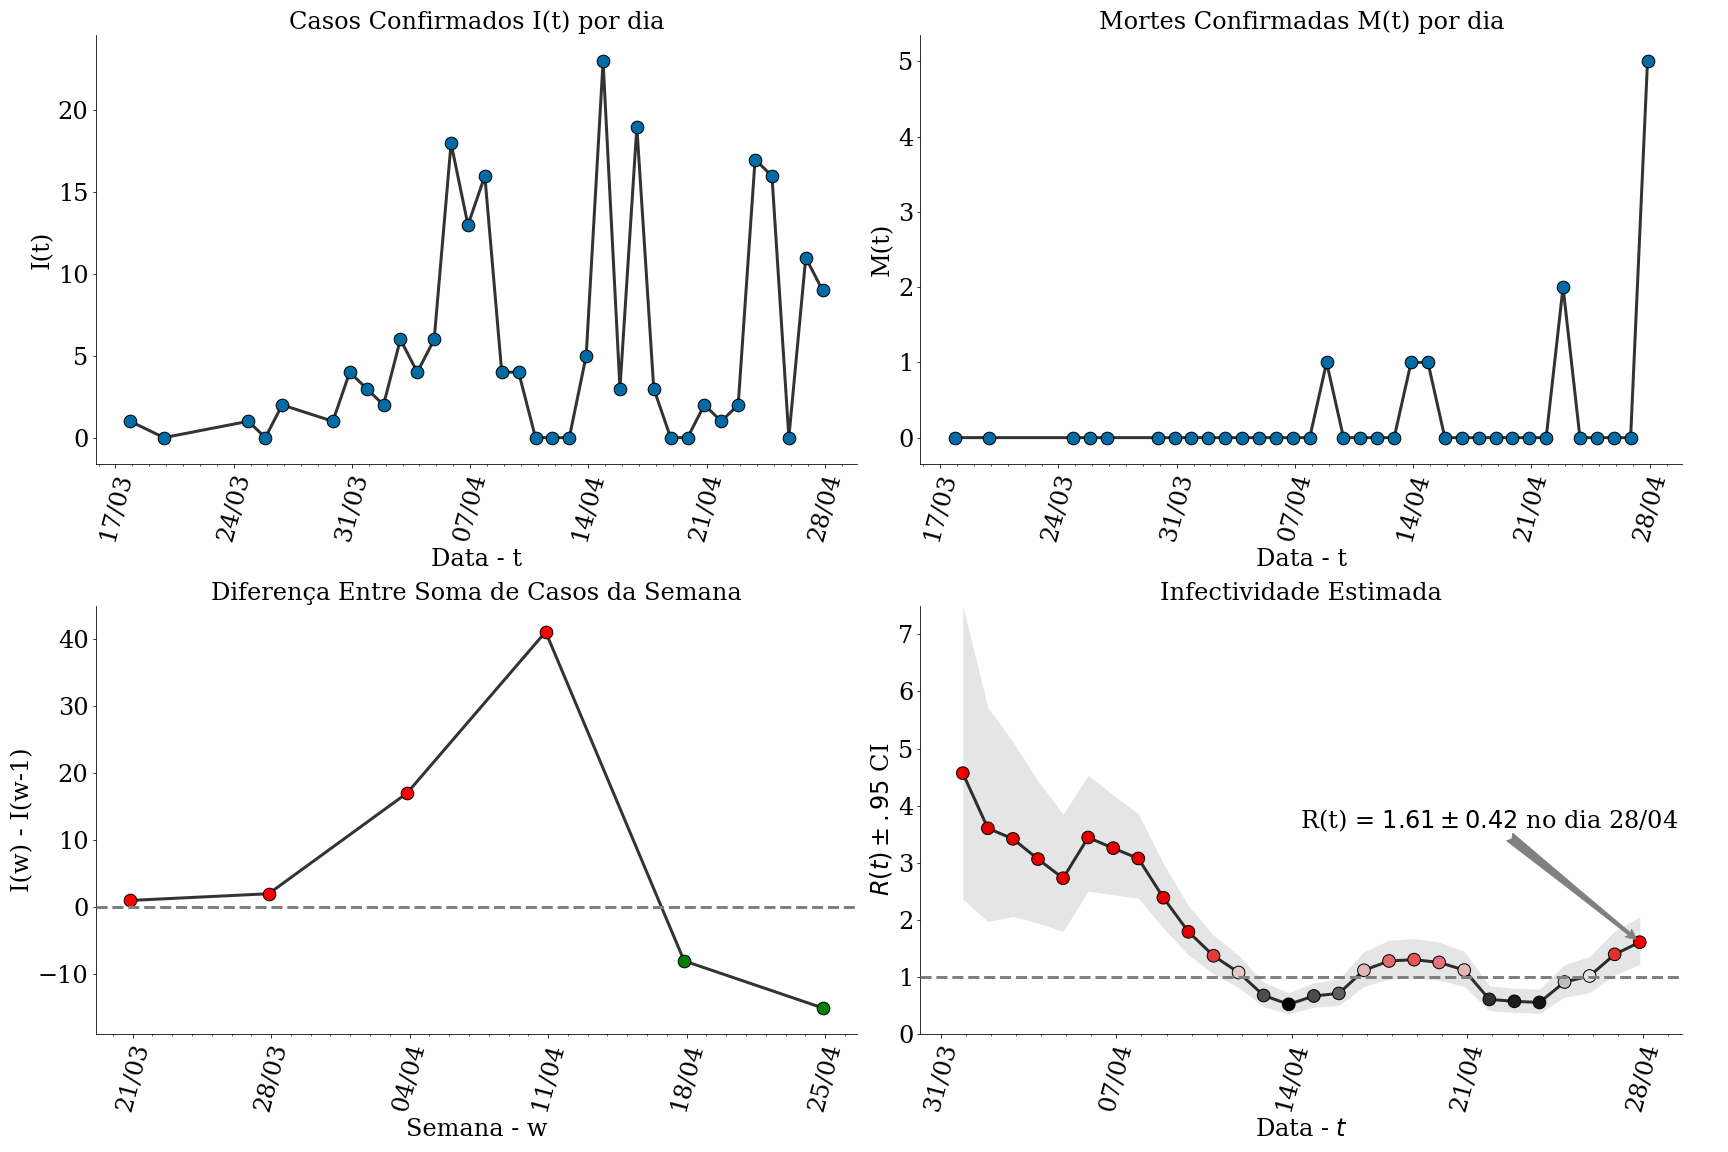 Casos Confirmados I(t) por dia
I(t)
20
15
10
5
0
17/03 24/03 31/03 07/04 14/04 21/04 28/04
Data - t
Mortes Confirmadas M(t) por dia
M(t)
5
4
3
2
1
0
17/03 24/03 31/03 07/04 14/04 21/04 28/04
Data - t
Diferença Entre Soma de Casos da Semana
I(w) - I(w-1)
40
30
20
10
0
−10
21/03 28/03 04/04 11/04 18/04 25/04
Semana - w
Infectividade Estimada
R(t) ± .95 CI
7
6
5
4
3
2
1
0
R(t) = 1.61 ± 0.42 no dia 28/04
31/03 07/04 14/04 21/04 28/04
Data - t